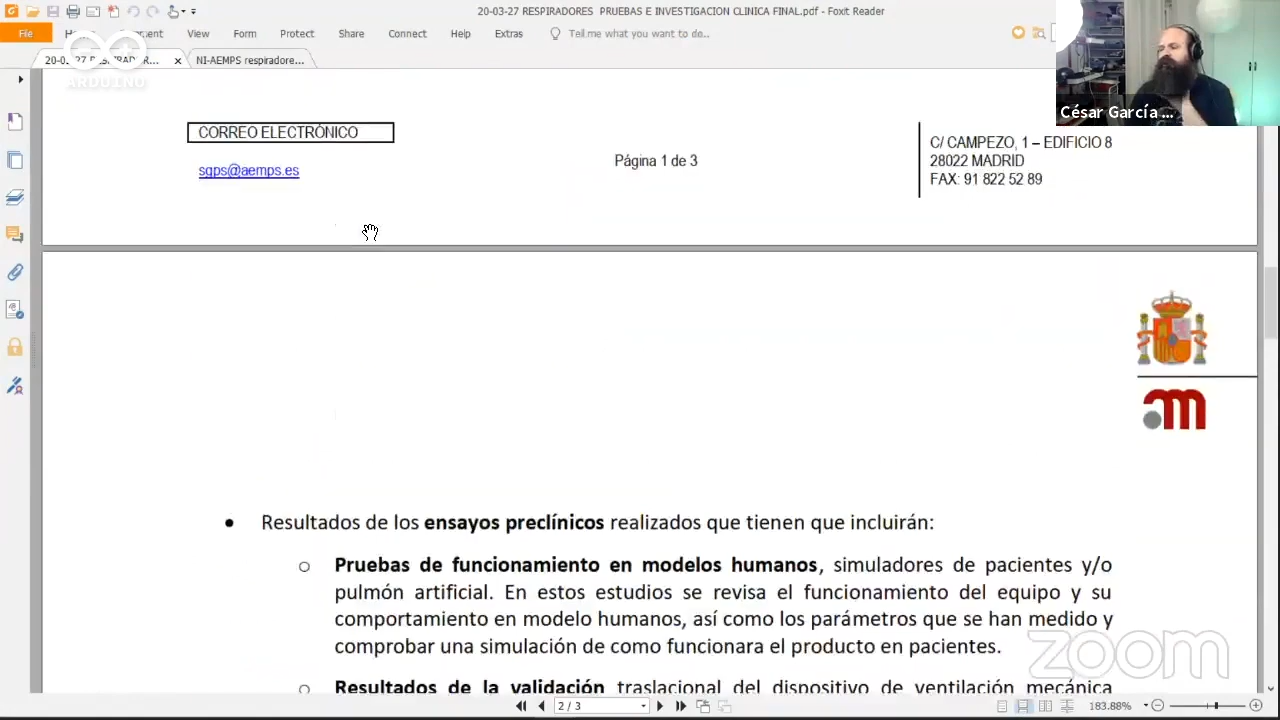 20-03-27 RESPIRADORES PRUEBAS E INVESTIGACION CLINICA FINAL.pdf - Foxit Reader
File View Form Protect Share Connect Help Extras Tell me what you want to do...
NI-AEMPS respiradore...
ARDUINO
César García ...
CORREO ELECTRÓNICO
sgps@aemps.es
Página 1 de 3
C/ CAMPEZO, 1 – EDIFICIO 8
28022 MADRID
FAX: 91 822 52 89
m
• Resultados de los ensayos preclínicos realizados que tienen que incluirán:
o Pruebas de funcionamiento en modelos humanos, simuladores de pacientes y/o
pulmón artificial. En estos estudios se revisa el funcionamiento del equipo y su
comportamiento en modelo humanos, así como los parámetros que se han medido y
comprobar una simulación de como funcionara el producto en pacientes.
o Resultados de la validación traslacional del dispositivo de ventilación mecánica
zoom
2 / 3
183.88%